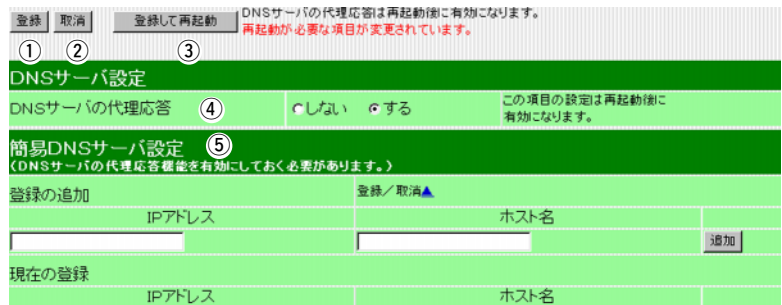 登録 取消 登録して再起動 DNSサーバの代理応答は再起動後に有効になります。
再起動が必要な項目が変更されています。
① ② ③
DNSサーバ設定
DNSサーバの代理応答 ④ しない する この項目の設定は再起動後に
有効になります。
簡易DNSサーバ設定 ⑤
(DNSサーバの代理応答機能を有効にしておく必要があります。)
登録の追加 登録/取消▲
IPアドレス ホスト名
追加
現在の登録
IPアドレス ホスト名